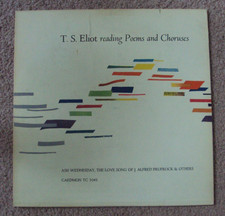 T. S. Eliot reading Poems and Choruses
ASH WEDNESDAY, THE LOVE SONG OF J. ALFRED PRUFROCK & OTHERS
CAEDMON TC 1045